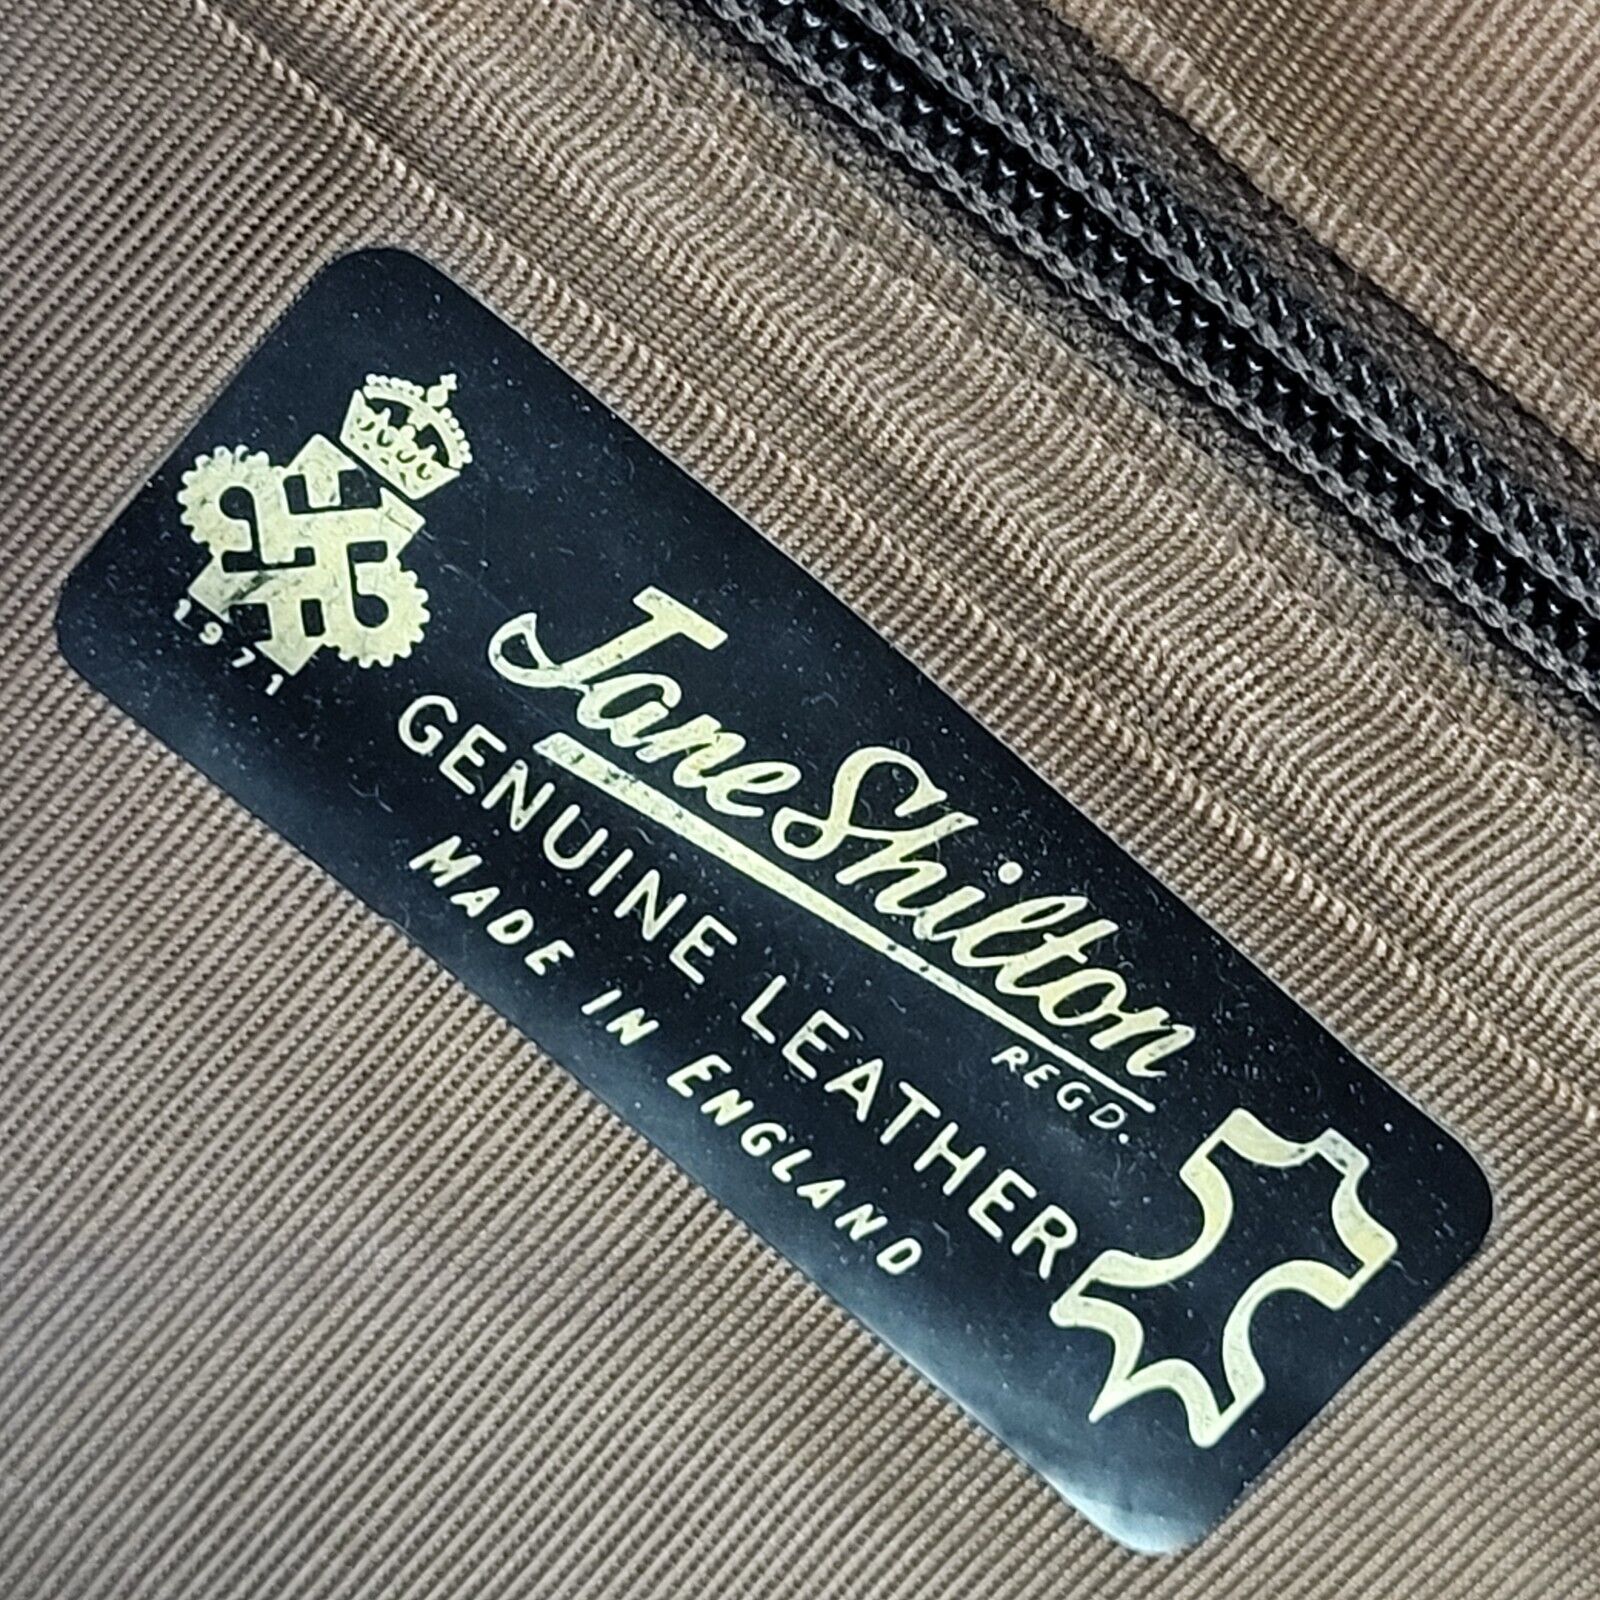 1971
Jane Shilton
REGD.
GENUINE LEATHER
MADE IN ENGLAND